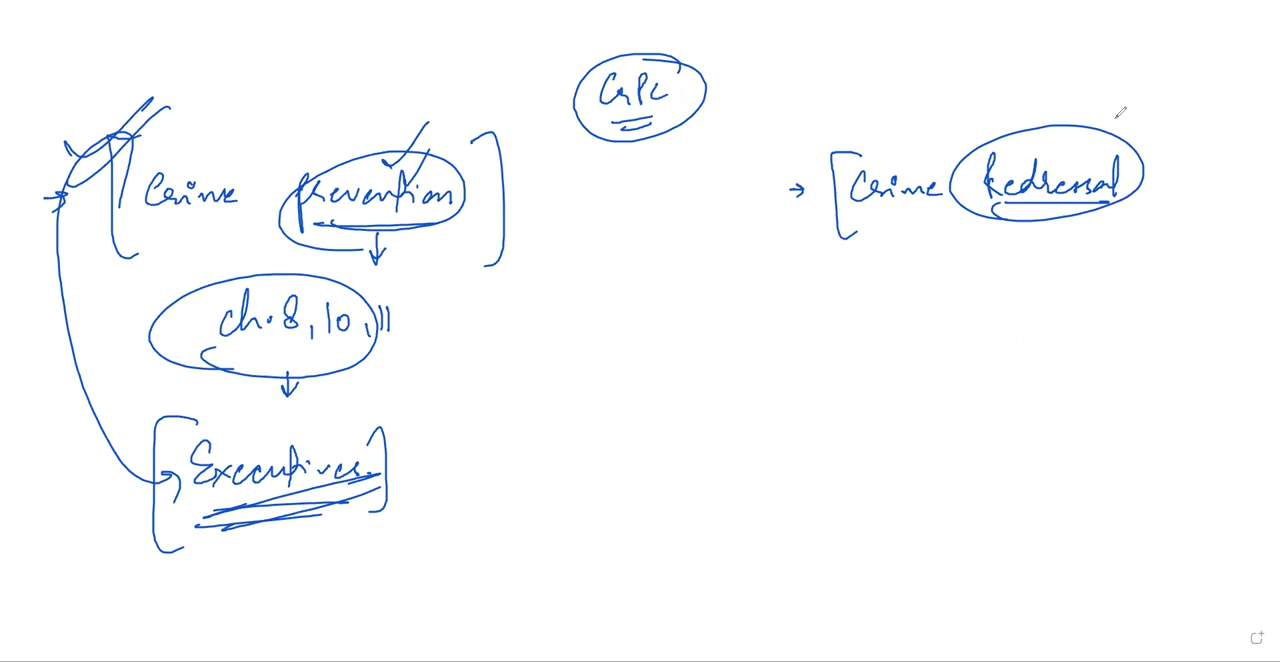 CrPC
→ [Crime Prevention]
→ [Crime Redressal
ch. 8, 10, 11
[Executives.]